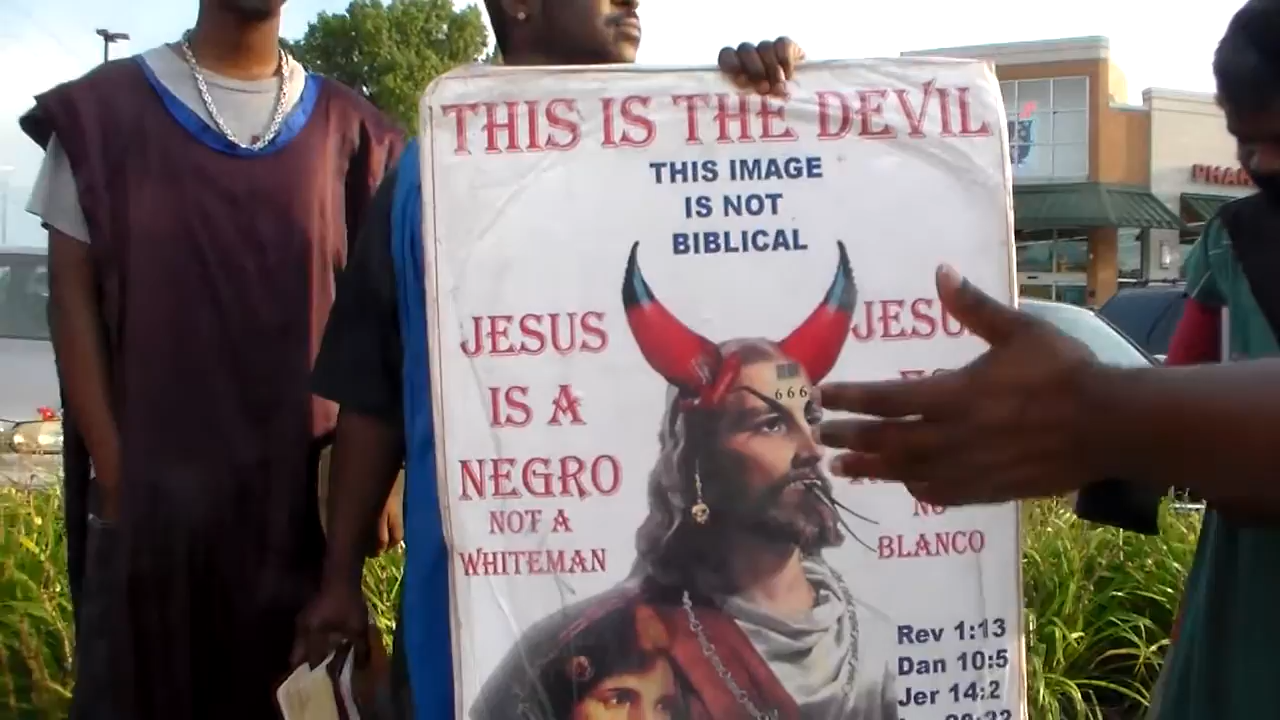 THIS IS THE DEVIL
THIS IMAGE
IS NOT
BIBLICAL
JESUS
IS A
NEGRO
NOT A
WHITEMAN
666
NO
BLANCO
Rev 1:13
Dan 10:5
Jer 14:2